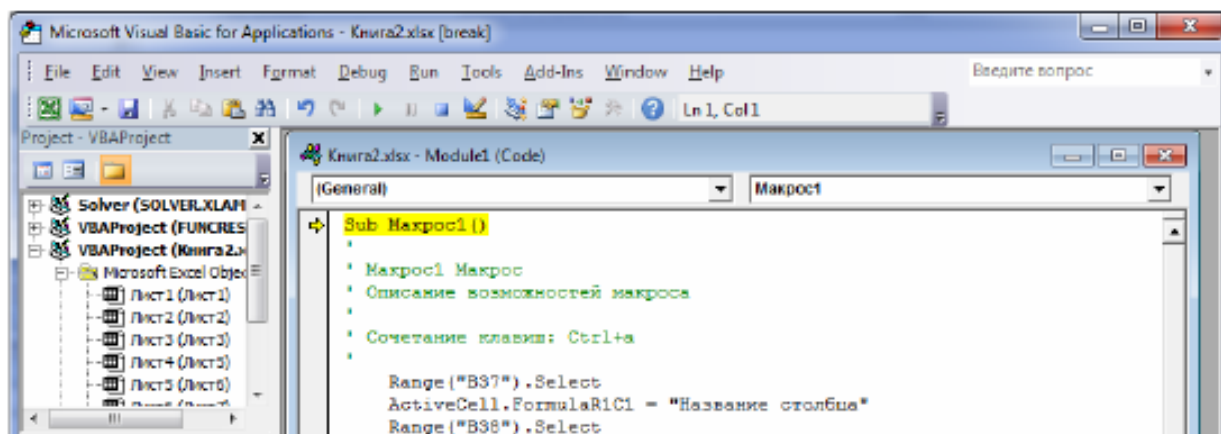 Microsoft Visual Basic for Applications - Книга2.xlsx [break]
File Edit View Insert Format Debug Run Tools Add-Ins Window Help
Введите вопрос
Ln 1, Col 1
Project - VBAProject
Книга2.xlsx - Module1 (Code)
(General)
Макрос1
Solver (SOLVER.XLAM
VBAProject (FUNCRES
VBAProject (Книга2.x
Microsoft Excel Objec
Лист1 (Лист1)
Лист2 (Лист2)
Лист3 (Лист3)
Лист4 (Лист5)
Лист5 (Лист6)
Sub Макрос1()
'
' Макрос1 Макрос
' Описание возможностей макроса
'
' Сочетание клавиш: Ctrl+a
'
Range("B37").Select
ActiveCell.FormulaR1C1 = "Название столбца"
Range("B38").Select